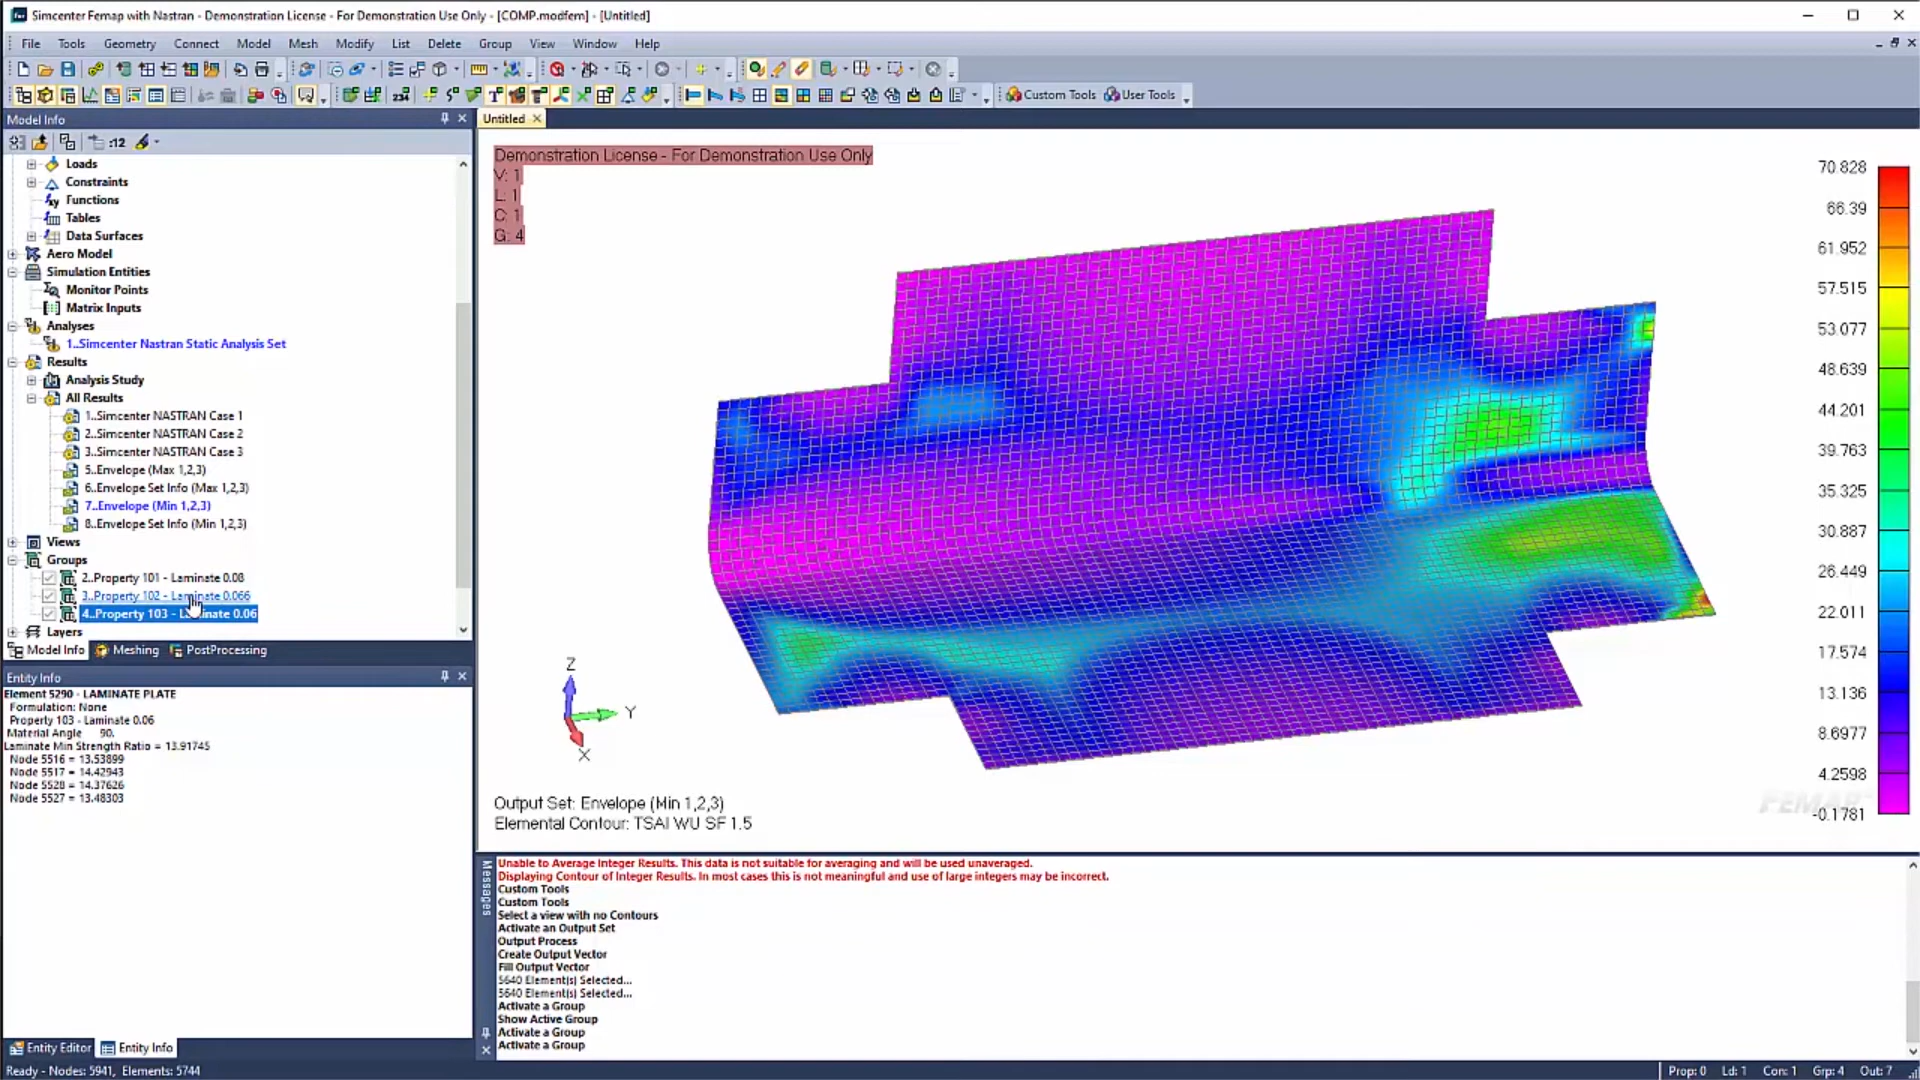 Simcenter Femap with Nastran - Demonstration License - For Demonstration Use Only - [COMP.modfem] - [Untitled]
File Tools Geometry Connect Model Mesh Modify List Delete Group View Window Help
Custom Tools User Tools
Model Info
Untitled
:12
Loads
Constraints
Functions
Tables
Data Surfaces
Aero Model
Simulation Entities
Monitor Points
Matrix Inputs
Analyses
1..Simcenter Nastran Static Analysis Set
Results
Analysis Study
All Results
1..Simcenter NASTRAN Case 1
2..Simcenter NASTRAN Case 2
3..Simcenter NASTRAN Case 3
5..Envelope (Max 1,2,3)
6..Envelope Set Info (Max 1,2,3)
7..Envelope (Min 1,2,3)
8..Envelope Set Info (Min 1,2,3)
Views
Groups
2..Property 101 - Laminate 0.08
3..Property 102 - Laminate 0.066
4..Property 103 - Laminate 0.06
Layers
Model Info Meshing PostProcessing
Entity Info
Element 5290 - LAMINATE PLATE
Formulation: None
Property 103 - Laminate 0.06
Material Angle 90.
Laminate Min Strength Ratio = 13.91745
Node 5516 = 13.53899
Node 5517 = 14.42943
Node 5528 = 14.37626
Node 5527 = 13.48303
Entity Editor Entity Info
Demonstration License - For Demonstration Use Only
V: 1
L: 1
C: 1
G: 4
70.828
66.39
61.952
57.515
53.077
48.639
44.201
39.763
35.325
30.887
26.449
22.011
17.574
13.136
8.6977
4.2598
-0.1781
FEMAP
Z
Y
X
Output Set: Envelope (Min 1,2,3)
Elemental Contour: TSAI WU SF 1.5
Messages
Unable to Average Integer Results. This data is not suitable for averaging and will be used unaveraged.
Displaying Contour of Integer Results. In most cases this is not meaningful and use of large integers may be incorrect.
Custom Tools
Custom Tools
Select a view with no Contours
Activate an Output Set
Output Process
Create Output Vector
Fill Output Vector
5640 Element(s) Selected...
5640 Element(s) Selected...
Activate a Group
Show Active Group
Activate a Group
Activate a Group
Ready - Nodes: 5941, Elements: 5744
Prop: 0 Ld: 1 Con: 1 Grp: 4 Out: 7